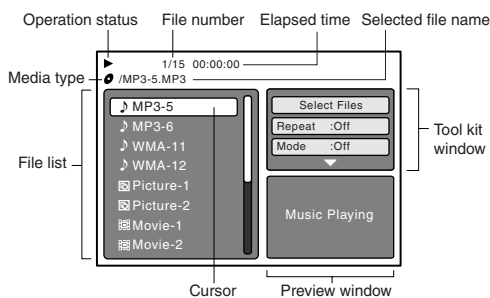 Operation status File number Elapsed time Selected file name
1/15 00:00:00
Media type /MP3-5.MP3
MP3-5
MP3-6
WMA-11
WMA-12
Picture-1
Picture-2
Movie-1
Movie-2
File list
Select Files
Repeat :Off
Mode :Off
Tool kit
window
Music Playing
Cursor Preview window